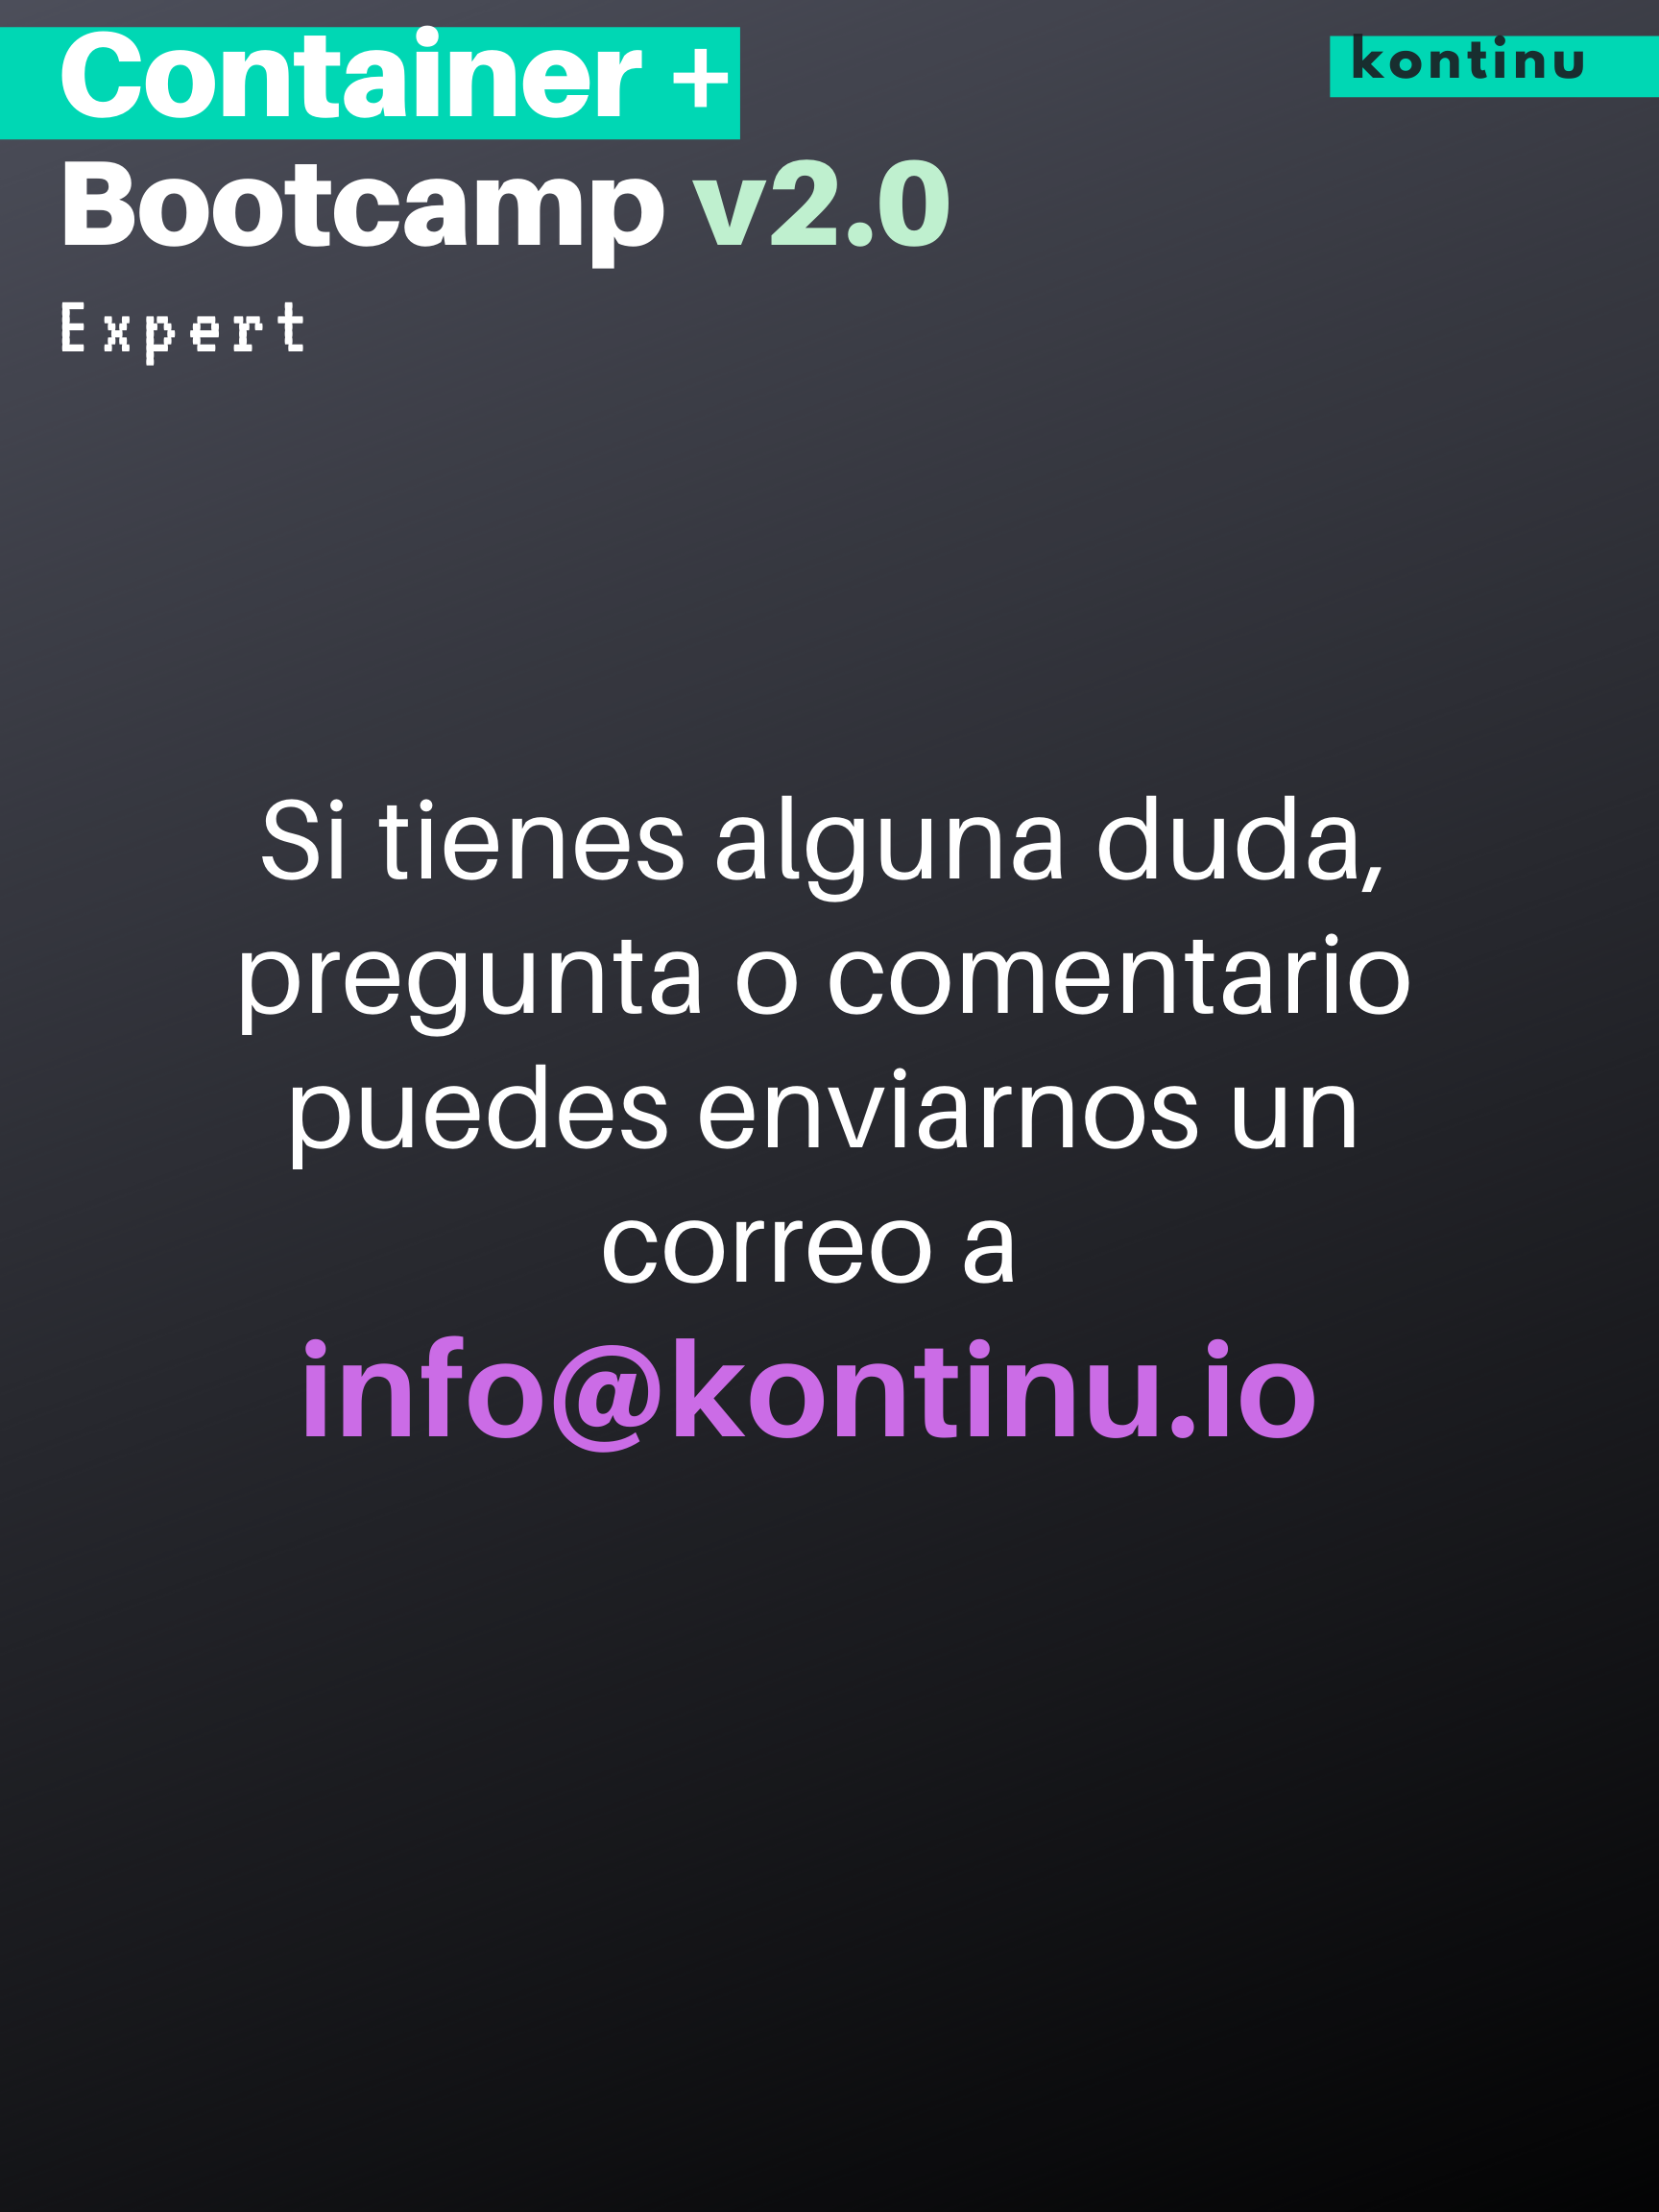 Container +
kontinu
Bootcamp v2.0
Expert
Si tienes alguna duda,
pregunta o comentario
puedes enviarnos un
correo a
info@kontinu.io